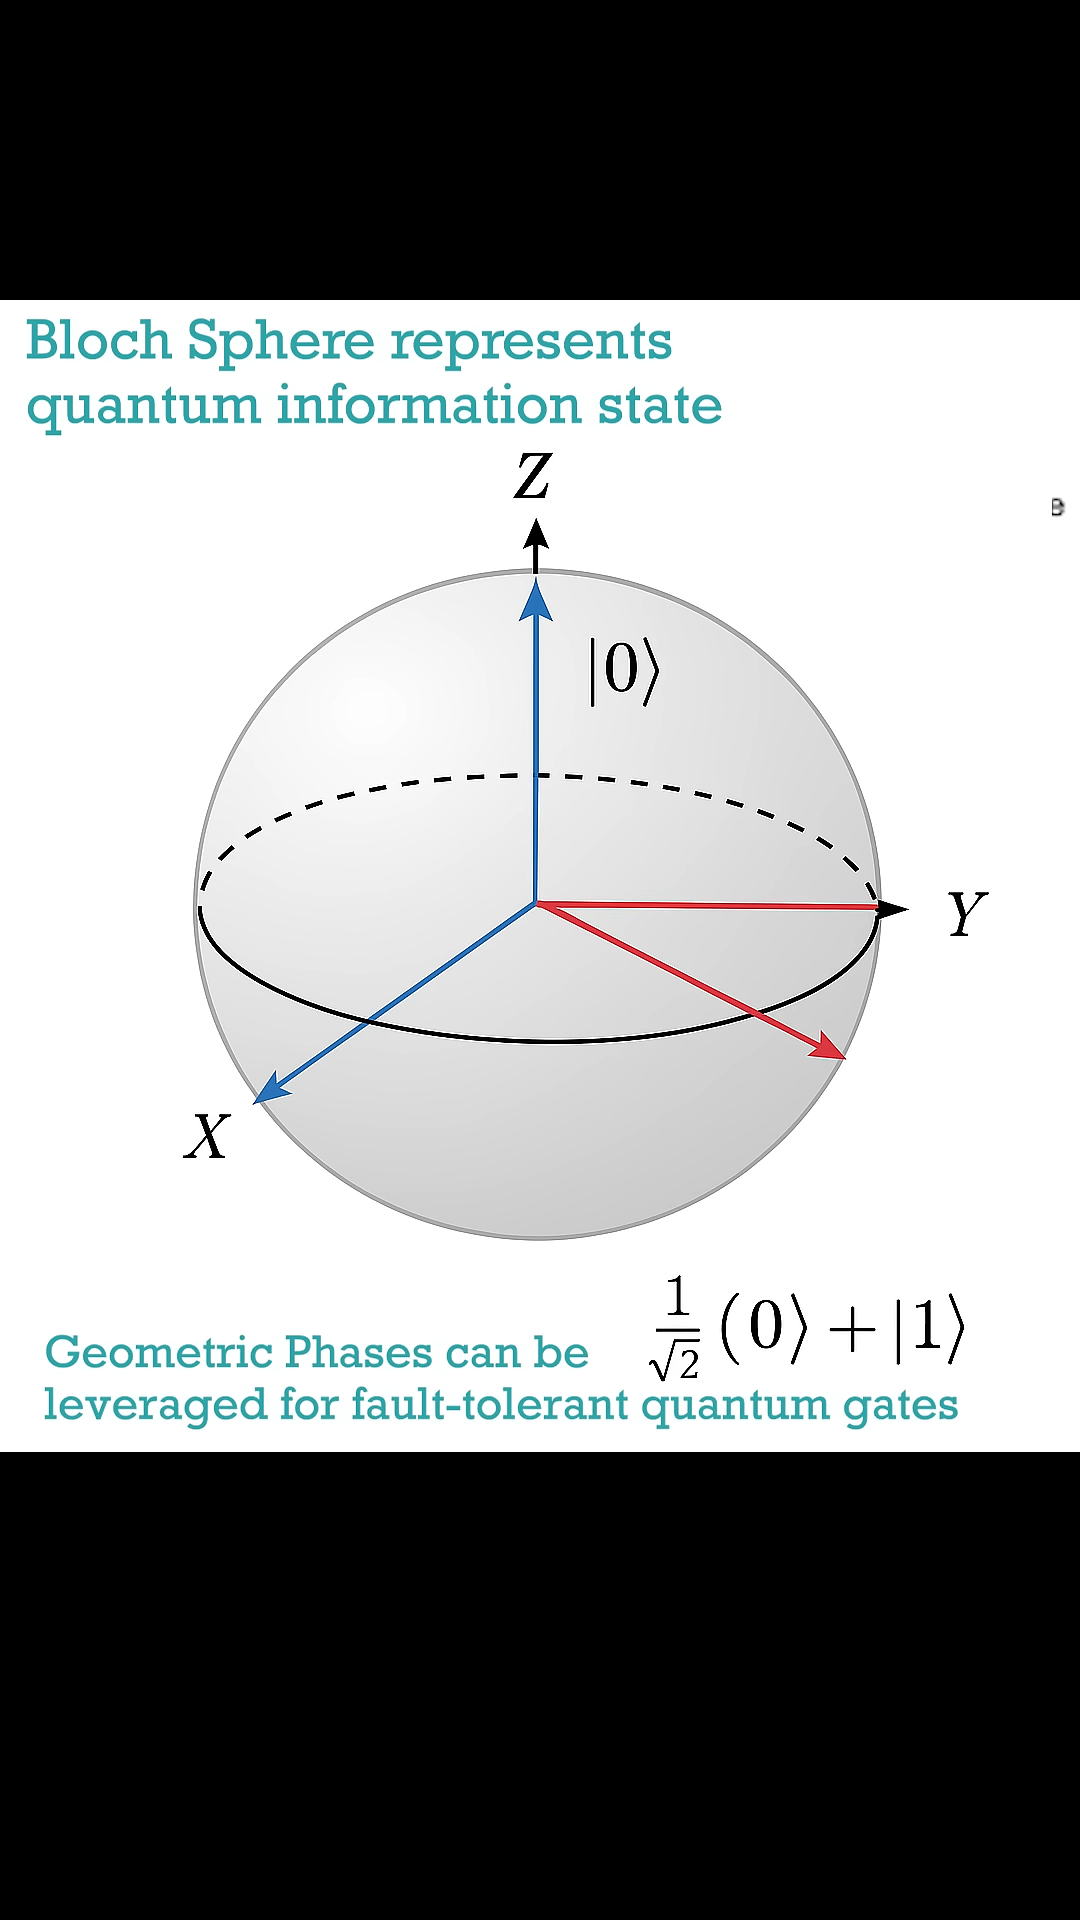 Bloch Sphere represents
quantum information state
Z
|0⟩
Y
X
1/√2 (0⟩ + |1⟩
Geometric Phases can be
leveraged for fault-tolerant quantum gates